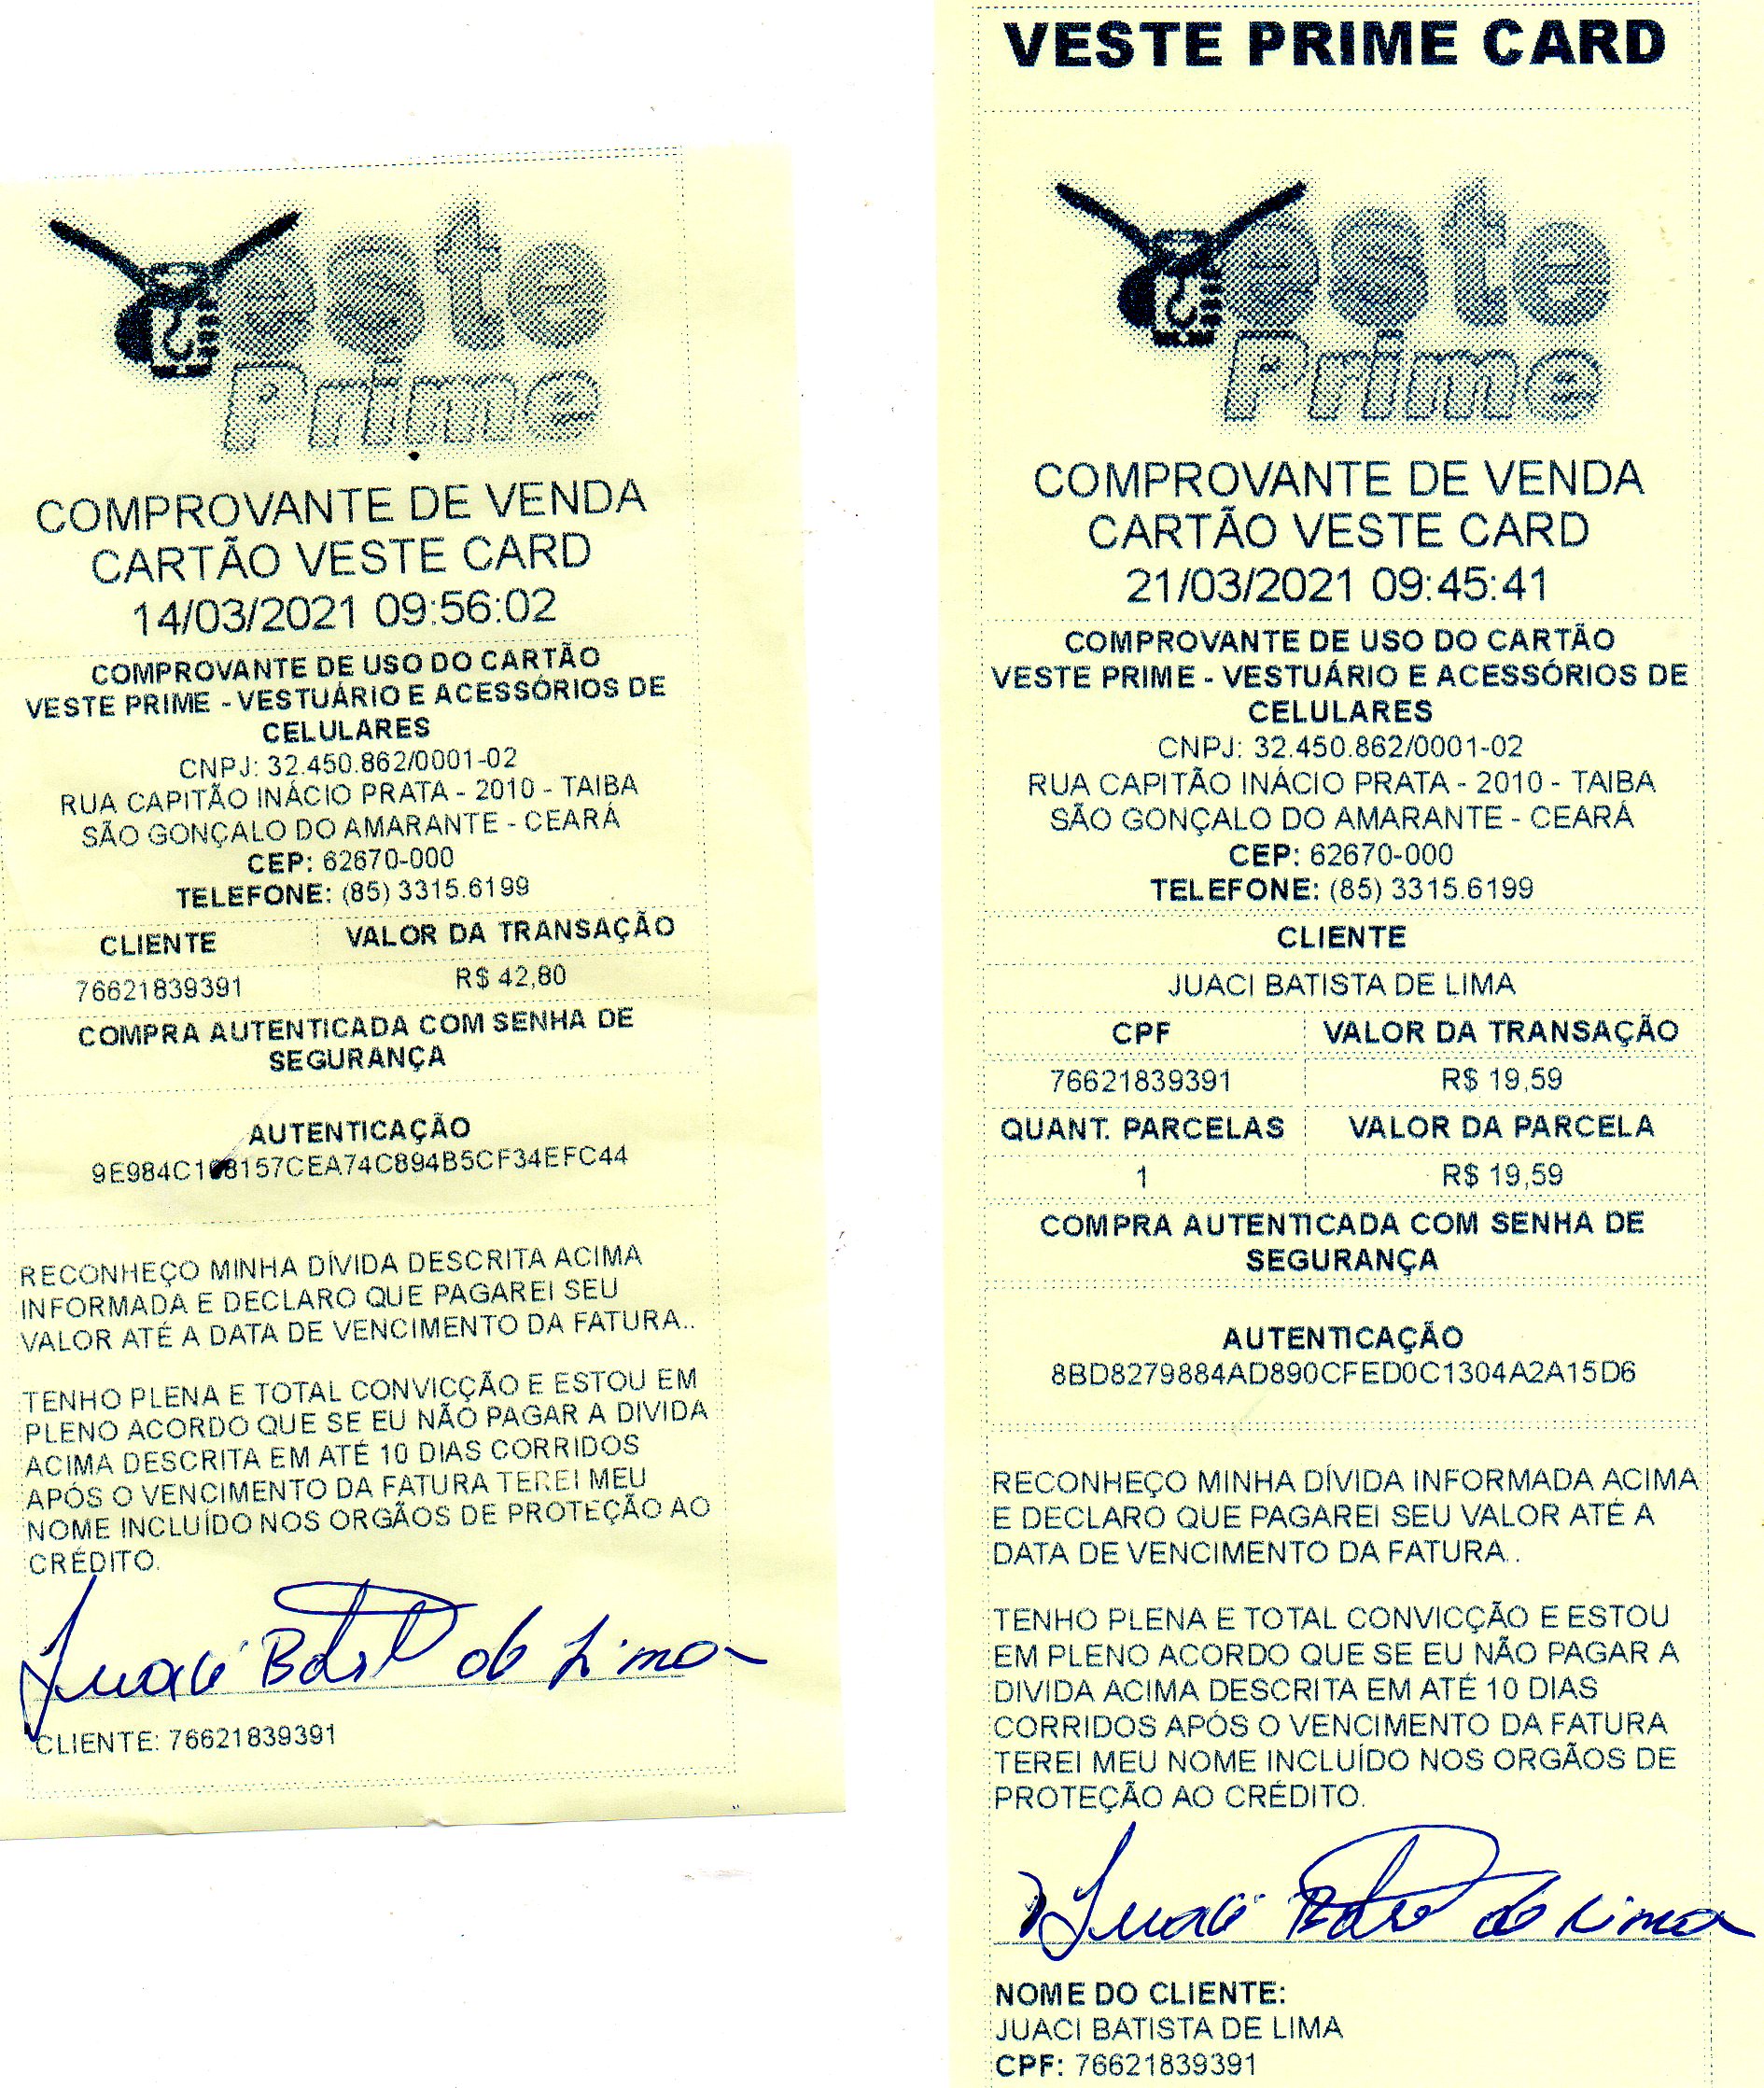 este
Prime
COMPROVANTE DE VENDA
CARTÃO VESTE CARD
14/03/2021 09:56:02
COMPROVANTE DE USO DO CARTÃO
VESTE PRIME - VESTUÁRIO E ACESSÓRIOS DE
CELULARES
CNPJ: 32.450.862/0001-02
RUA CAPITÃO INÁCIO PRATA - 2010 - TAIBA
SÃO GONÇALO DO AMARANTE - CEARÁ
CEP: 62670-000
TELEFONE: (85) 3315.6199
CLIENTE VALOR DA TRANSAÇÃO
76621839391 R$ 42,80
COMPRA AUTENTICADA COM SENHA DE
SEGURANÇA
AUTENTICAÇÃO
RECONHEÇO MINHA DÍVIDA DESCRITA ACIMA
INFORMADA E DECLARO QUE PAGAREI SEU
VALOR ATÉ A DATA DE VENCIMENTO DA FATURA..
TENHO PLENA E TOTAL CONVICÇÃO E ESTOU EM
PLENO ACORDO QUE SE EU NÃO PAGAR A DIVIDA
ACIMA DESCRITA EM ATÉ 10 DIAS CORRIDOS
APÓS O VENCIMENTO DA FATURA TEREI MEU
NOME INCLUÍDO NOS ORGÃOS DE PROTEÇÃO AO
CRÉDITO.
Juaci Batista de Lima
CLIENTE: 76621839391
VESTE PRIME CARD
este
Prime
COMPROVANTE DE VENDA
CARTÃO VESTE CARD
21/03/2021 09:45:41
COMPROVANTE DE USO DO CARTÃO
VESTE PRIME - VESTUÁRIO E ACESSÓRIOS DE
CELULARES
CNPJ: 32.450.862/0001-02
RUA CAPITÃO INÁCIO PRATA - 2010 - TAIBA
SÃO GONÇALO DO AMARANTE - CEARÁ
CEP: 62670-000
TELEFONE: (85) 3315.6199
CLIENTE
JUACI BATISTA DE LIMA
CPF VALOR DA TRANSAÇÃO
76621839391 R$ 19,59
QUANT. PARCELAS VALOR DA PARCELA
1 R$ 19,59
COMPRA AUTENTICADA COM SENHA DE
SEGURANÇA
AUTENTICAÇÃO
8BD8279884AD890CFED0C1304A2A15D6
RECONHEÇO MINHA DÍVIDA INFORMADA ACIMA
E DECLARO QUE PAGAREI SEU VALOR ATÉ A
DATA DE VENCIMENTO DA FATURA..
TENHO PLENA E TOTAL CONVICÇÃO E ESTOU
EM PLENO ACORDO QUE SE EU NÃO PAGAR A
DIVIDA ACIMA DESCRITA EM ATÉ 10 DIAS
CORRIDOS APÓS O VENCIMENTO DA FATURA
TEREI MEU NOME INCLUÍDO NOS ORGÃOS DE
PROTEÇÃO AO CRÉDITO.
Juaci Batista de Lima
NOME DO CLIENTE:
JUACI BATISTA DE LIMA
CPF: 76621839391